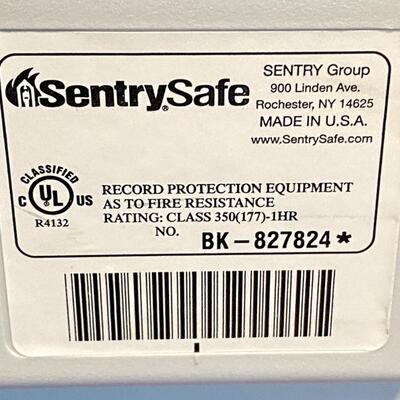 SentrySafe
SENTRY Group
900 Linden Ave.
Rochester, NY 14625
MADE IN U.S.A.
www.SentrySafe.com
CLASSIFIED
C UL US
R4132
RECORD PROTECTION EQUIPMENT
AS TO FIRE RESISTANCE
RATING: CLASS 350(177)-1HR
NO. BK-827824*